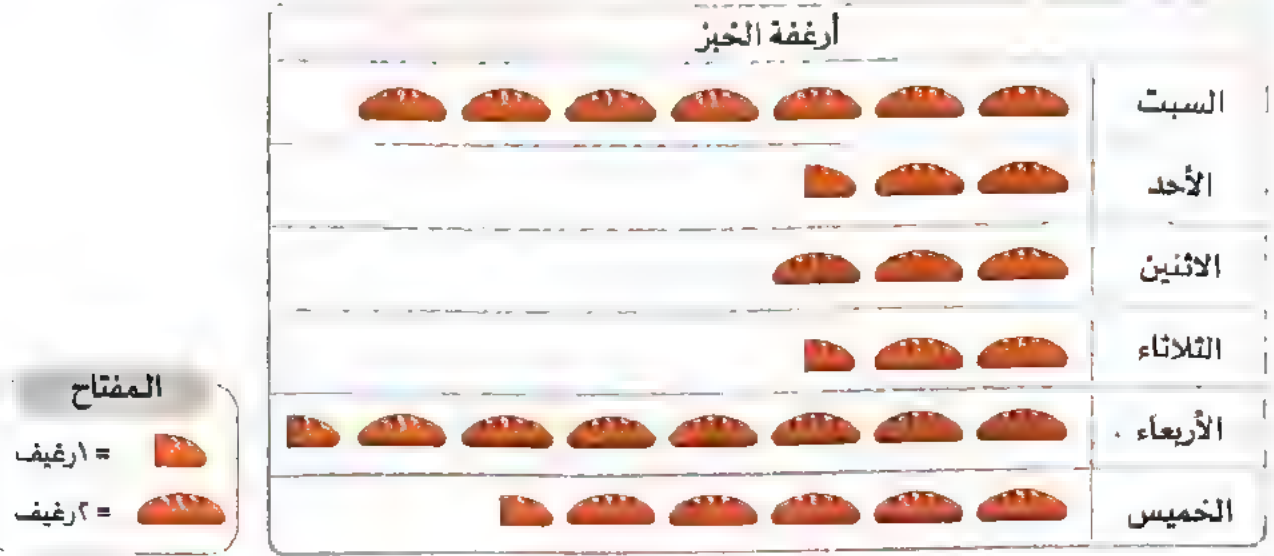 أرغفة الخبز
السبت
الأحد
الاثنين
الثلاثاء
الأربعاء
الخميس
المفتاح
= ١رغيف
= ٢رغيف